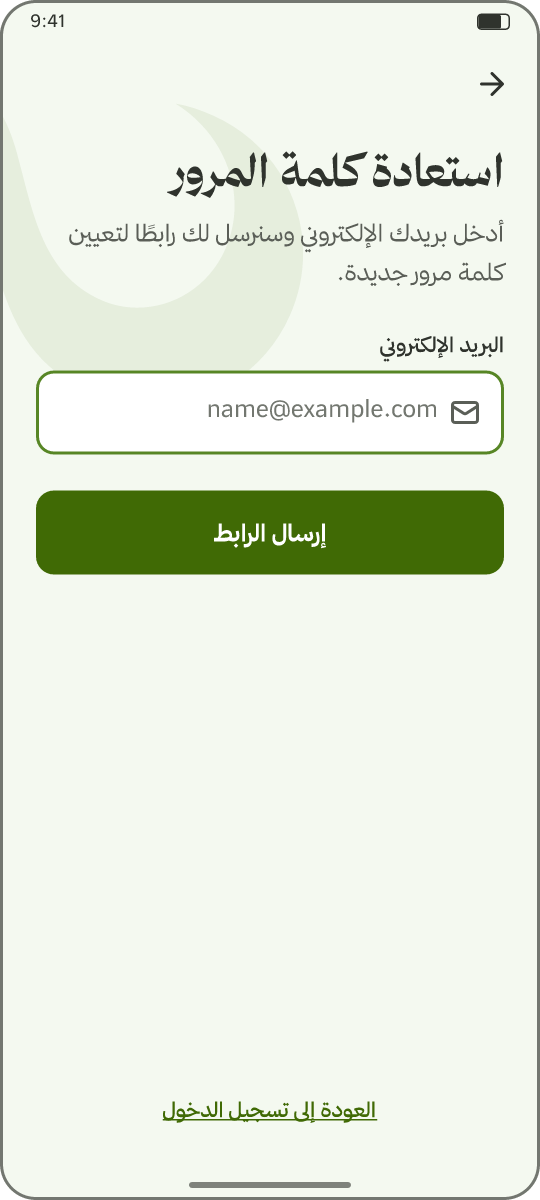 9:41
استعادة كلمة المرور
أدخل بريدك الإلكتروني وسنرسل لك رابطًا لتعيين
كلمة مرور جديدة.
البريد الإلكتروني
name@example.com
إرسال الرابط
العودة إلى تسجيل الدخول